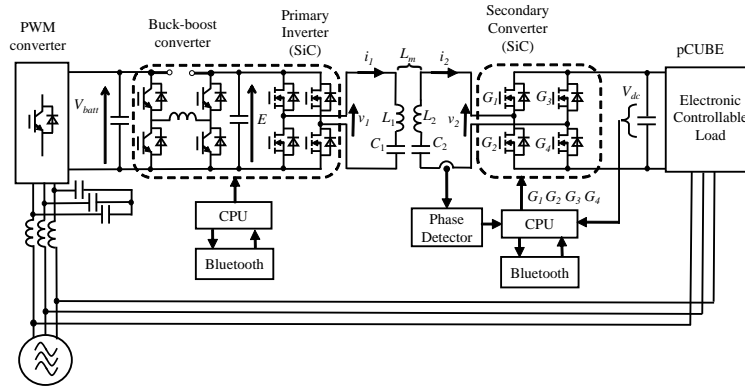 PWM
converter
Buck-boost
converter
Primary
Inverter
(SiC)
i1
Lm
i2
Secondary
Converter
(SiC)
pCUBE
Vbatt
E
v1
L1
L2
C1
C2
v2
G1
G3
G2
G4
Vdc
Electronic
Controllable
Load
G1 G2 G3 G4
CPU
Bluetooth
Phase
Detector
CPU
Bluetooth